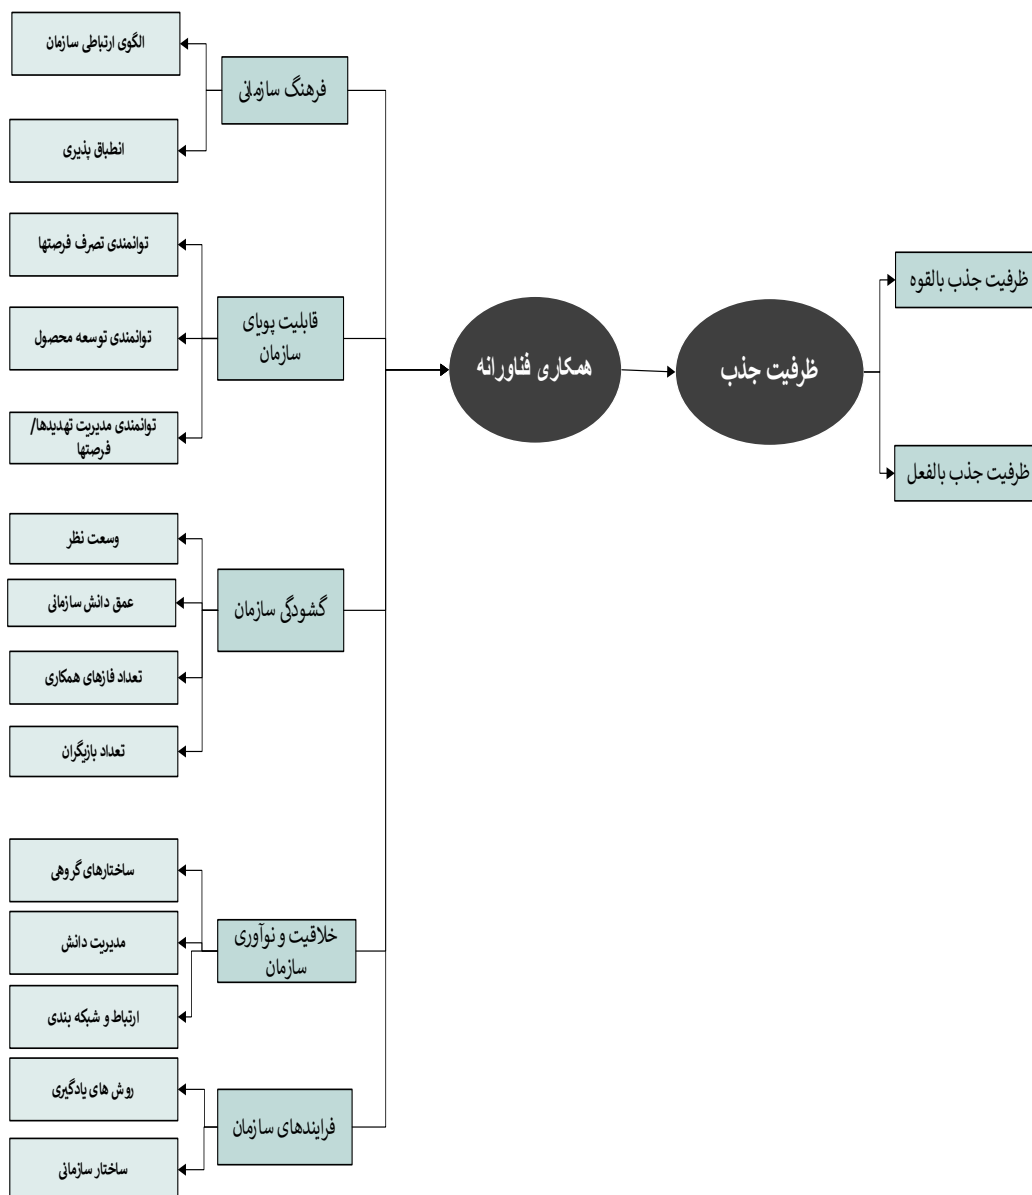 الگوی ارتباطی سازمان
فرهنگ سازمانی
انطباق پذیری
توانمندی تصرف فرصتها
قابلیت پویای
سازمان
توانمندی توسعه محصول
توانمندی مدیریت تهدیدها/
فرصتها
همکاری فناورانه
ظرفیت جذب
ظرفیت جذب بالقوه
ظرفیت جذب بالفعل
وسعت نظر
گشودگی سازمان
عمق دانش سازمانی
تعداد فازهای همکاری
تعداد بازیگران
ساختارهای گروهی
خلاقیت و نوآوری
سازمان
مدیریت دانش
ارتباط و شبکه بندی
روش های یادگیری
فرایندهای سازمان
ساختار سازمانی